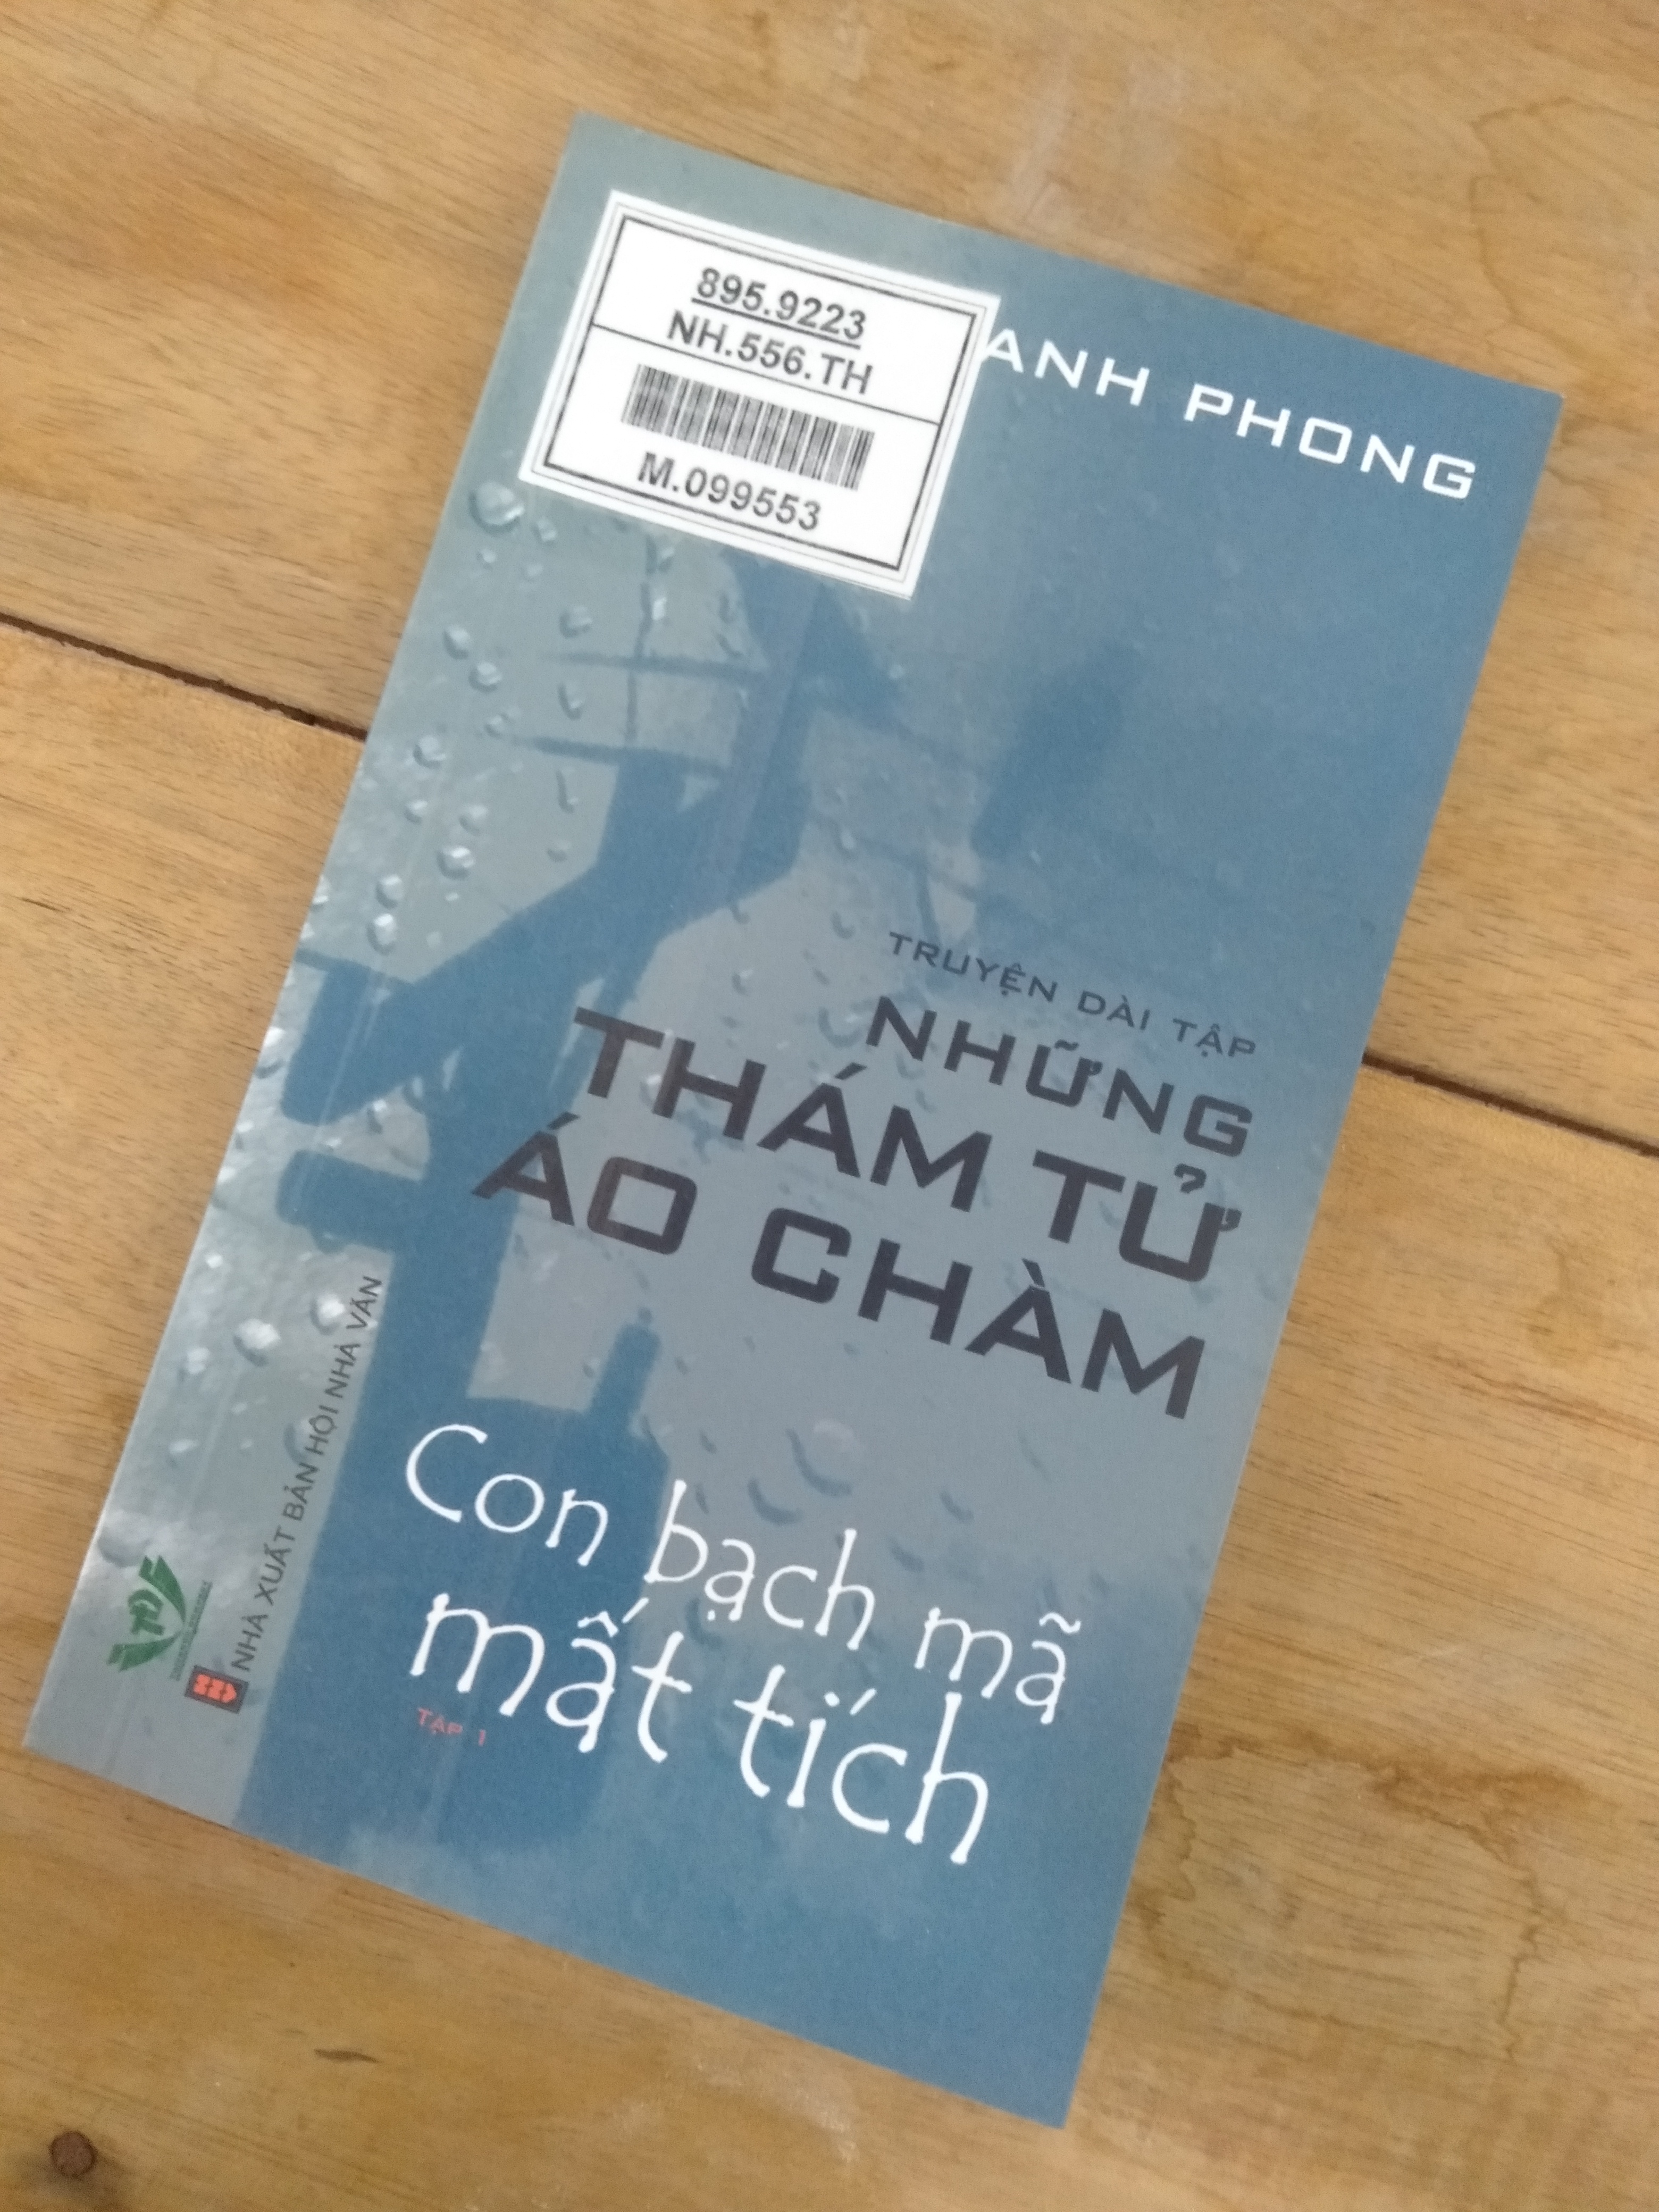 895.9223
NH.556.TH
M.099553
ANH PHONG
TRUYỆN DÀI TẬP
NHỮNG
THÁM TỬ
ÁO CHÀM
Con bạch mã
mất tích
TẬP 1
NHÀ XUẤT BẢN HỘI NHÀ VĂN